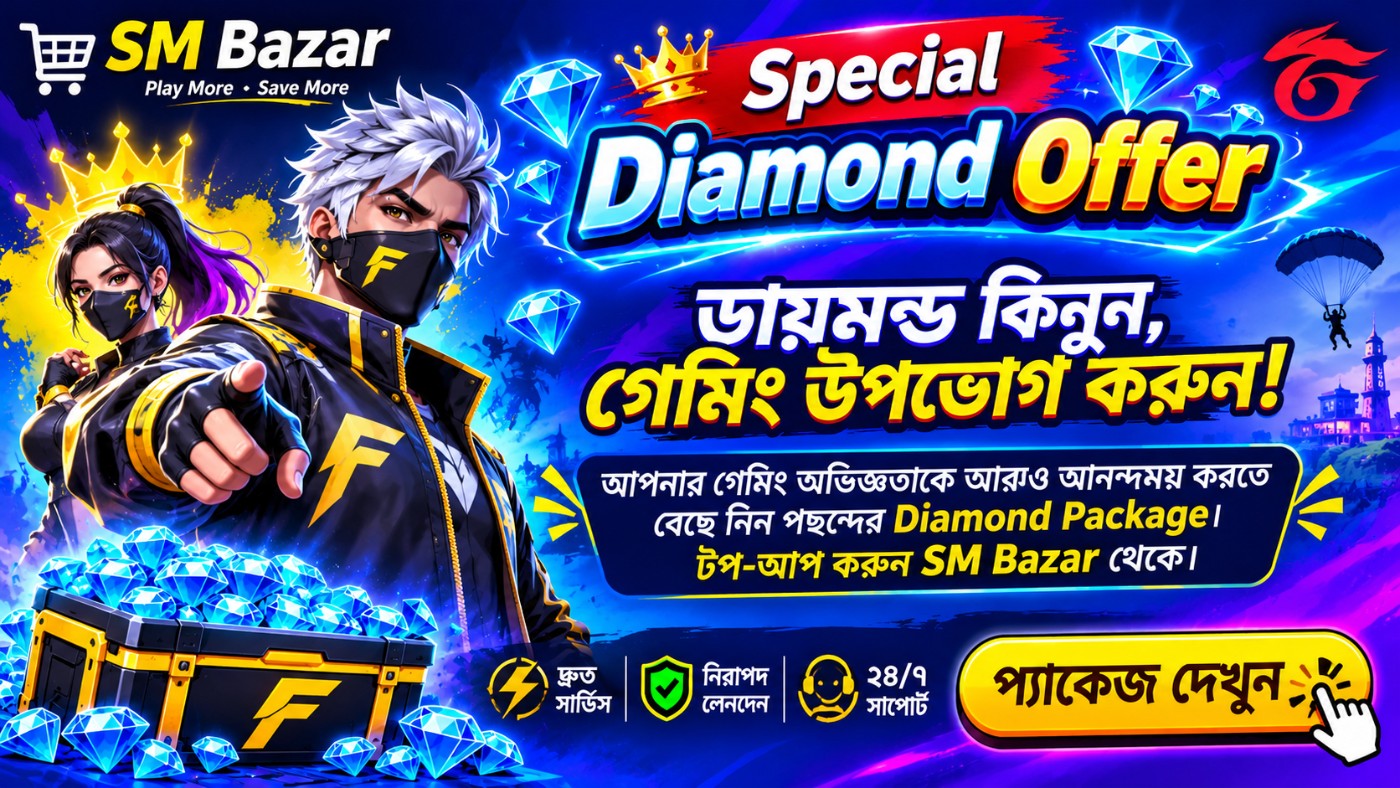 SM Bazar
Play More • Save More
Special
Diamond Offer
ডায়মন্ড কিনুন,
গেমিং উপভোগ করুন!
আপনার গেমিং অভিজ্ঞতাকে আরও আনন্দময় করতে
বেছে নিন পছন্দের Diamond Package।
টপ-আপ করুন SM Bazar থেকে।
দ্রুত
সার্ভিস
নিরাপদ
লেনদেন
২৪/৭
সাপোর্ট
প্যাকেজ দেখুন